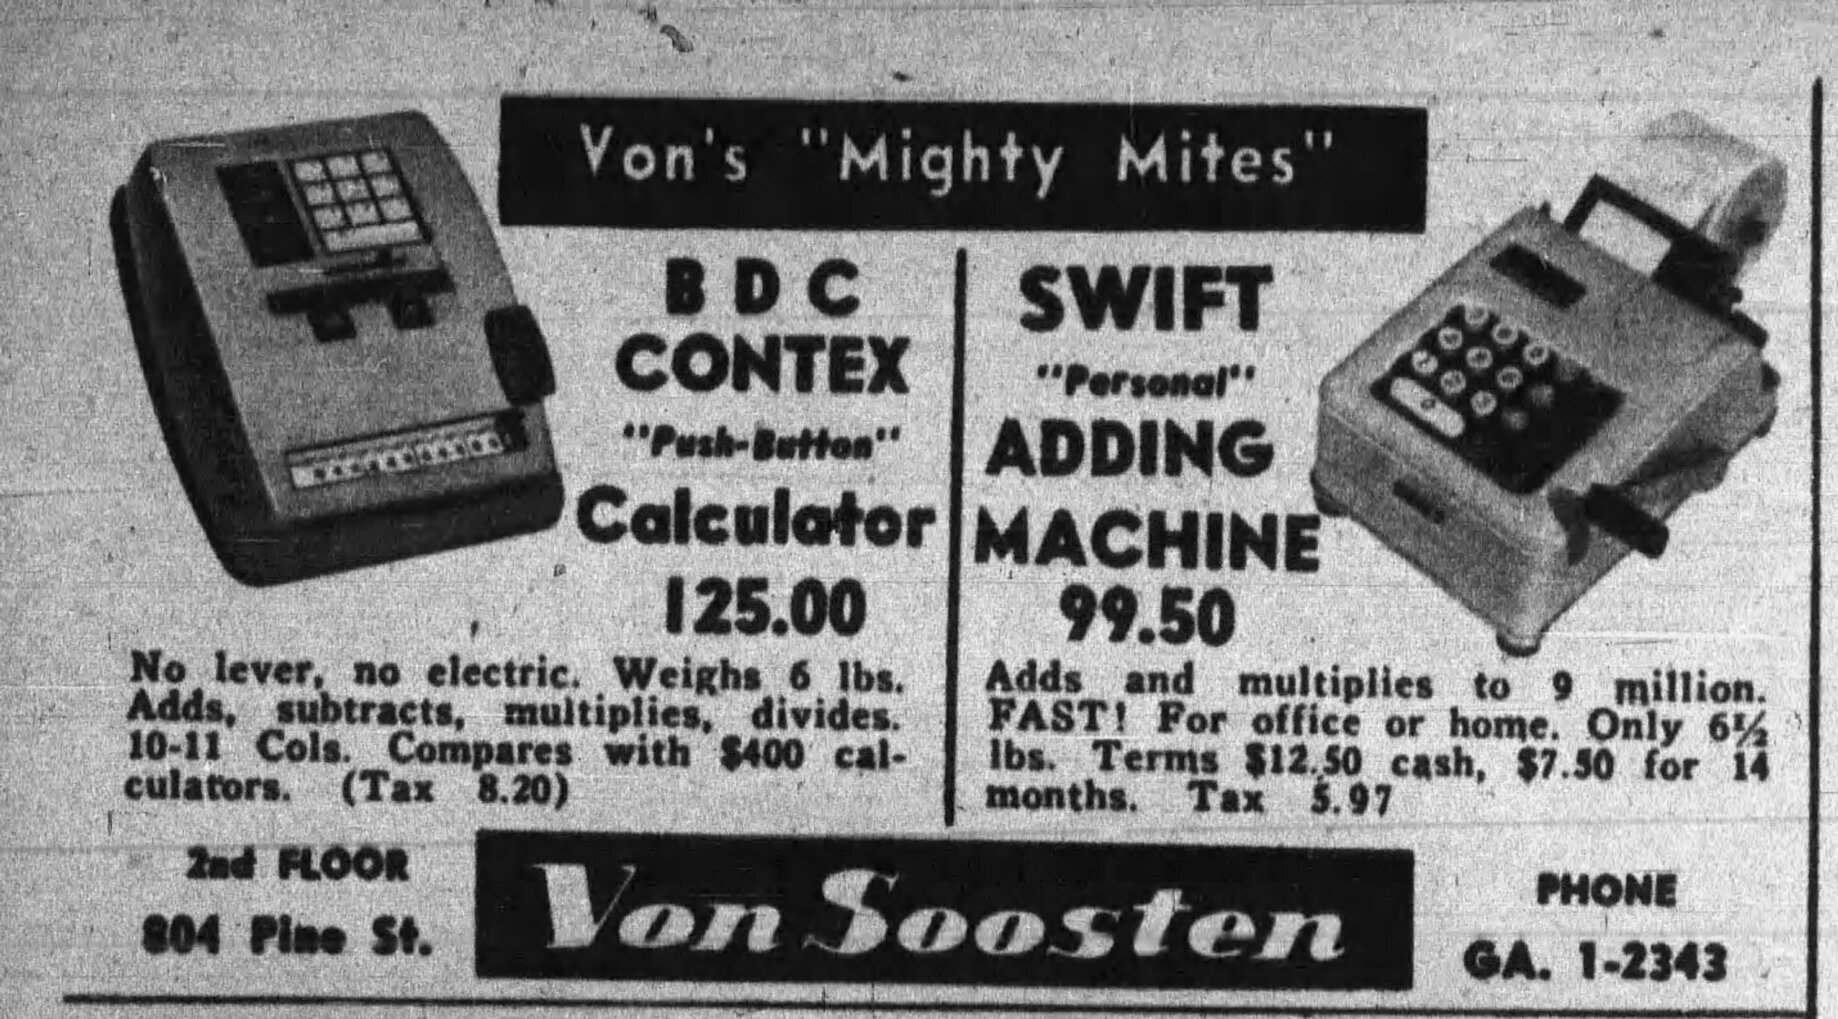 Von's "Mighty Mites"
B D C
CONTEX
"Push-Button"
Calculator
125.00
No lever, no electric. Weighs 6 lbs.
Adds, subtracts, multiplies, divides.
10-11 Cols. Compares with $400 cal-
culators. (Tax 8.20)
SWIFT
"Personal"
ADDING
MACHINE
99.50
Adds and multiplies to 9 million.
FAST! For office or home. Only 6½
lbs. Terms $12.50 cash, $7.50 for 14
months. Tax 5.97
2nd FLOOR
804 Pine St.
Von Soosten
PHONE
GA. 1-2343